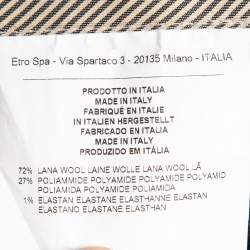 Etro Spa - Via Spartaco 3 - 20135 Milano - ITALIA
PRODOTTO IN ITALIA
MADE IN ITALY
FABRIQUÉ EN ITALIE
IN ITALIEN HERGESTELLT
FABRICADO EN ITALIA
MADE IN ITALY
PRODUZIDO EM ITÁLIA
72% LANA WOOL LAINE WOLLE LANA WOOL LÃ
27% POLIAMMIDE POLYAMIDE POLYAMID POLYAMID
POLIAMIDA POLYAMIDE POLIAMIDA
1% ELASTAN ELASTANE ELASTHANNE ELASTAN
ELASTANO ELASTANE ELASTHAN